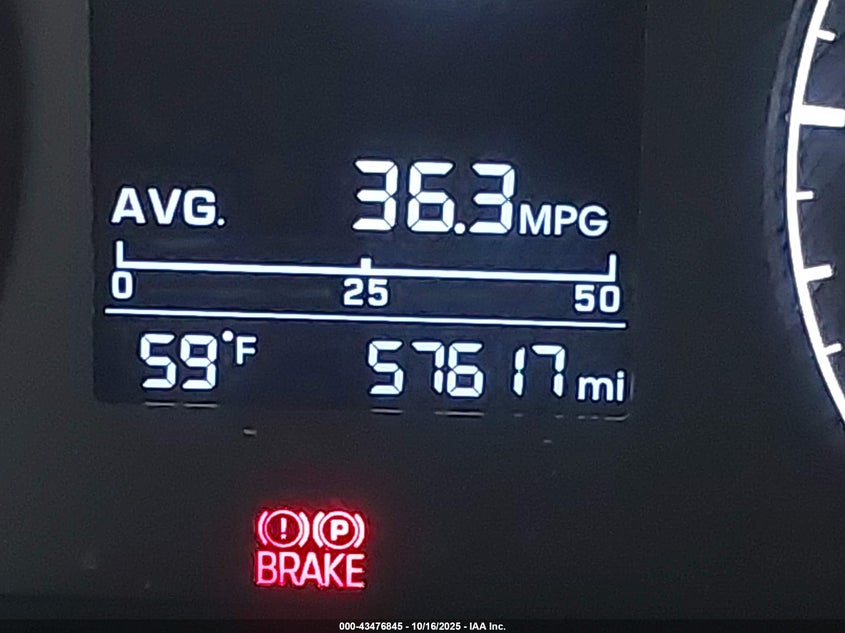 AVG. 36.3 MPG
0 25 50
59°F 57617 mi
(!) (P)
BRAKE
000-43476845 - 10/16/2025 - IAA Inc.